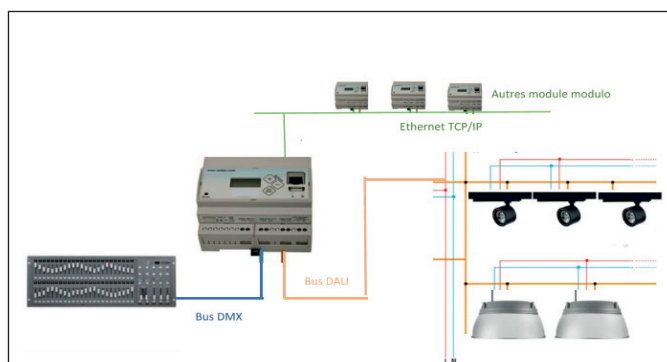 Autres module modulo
Ethernet TCP/IP
Bus DALI
Bus DMX
N